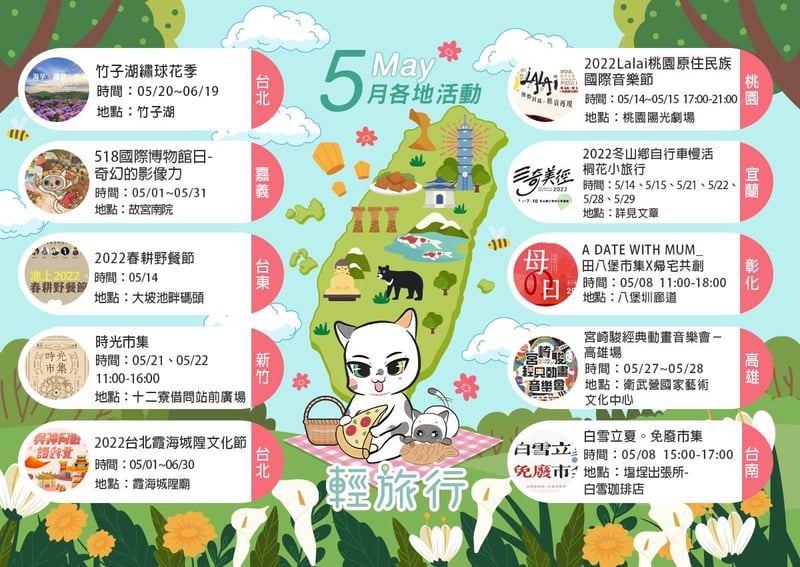 5
May
月各地活動
竹子湖繡球花季
時間：05/20~06/19
地點：竹子湖
台北
518國際博物館日-
奇幻的影像力
時間：05/01~05/31
地點：故宮南院
嘉義
池上2022
春耕野餐節
2022春耕野餐節
時間：05/14
地點：大坡池畔碼頭
台東
時光
市集
時光市集
時間：05/21、05/22
11:00-16:00
地點：十二寮借問站前廣場
新竹
2022台北霞海城隍文化節
時間：05/01~06/30
地點：霞海城隍廟
台北
LALAI
2022Lalai桃園原住民族
國際音樂節
時間：05/14~05/15 17:00-21:00
地點：桃園陽光劇場
桃園
三奇美徑
2022冬山鄉自行車慢活
桐花小旅行
時間：5/14、5/15、5/21、5/22、
5/28、5/29
地點：詳見文章
宜蘭
母
日
A DATE WITH MUM_
田八堡市集X帰宅共創
時間：05/08 11:00-18:00
地點：八堡圳廊道
彰化
宮崎駿
經典動畫
音樂會
宮崎駿經典動畫音樂會－
高雄場
時間：05/27~05/28
地點：衛武營國家藝術
文化中心
高雄
白雪立
免廢市
白雪立夏。免廢市集
時間：05/08 15:00-17:00
地點：塩埕出張所-
白雪珈琲店
台南
輕旅行